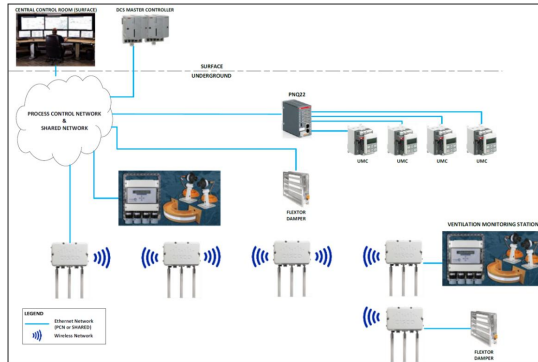 CENTRAL CONTROL ROOM (SURFACE)
DCS MASTER CONTROLLER
SURFACE
UNDERGROUND
PROCESS CONTROL NETWORK
&
SHARED NETWORK
PNQ22
UMC
UMC
UMC
UMC
FLEXTOR
DAMPER
VENTILATION MONITORING STATION
LEGEND
Ethernet Network
(PCN or SHARED)
Wireless Network
FLEXTOR
DAMPER